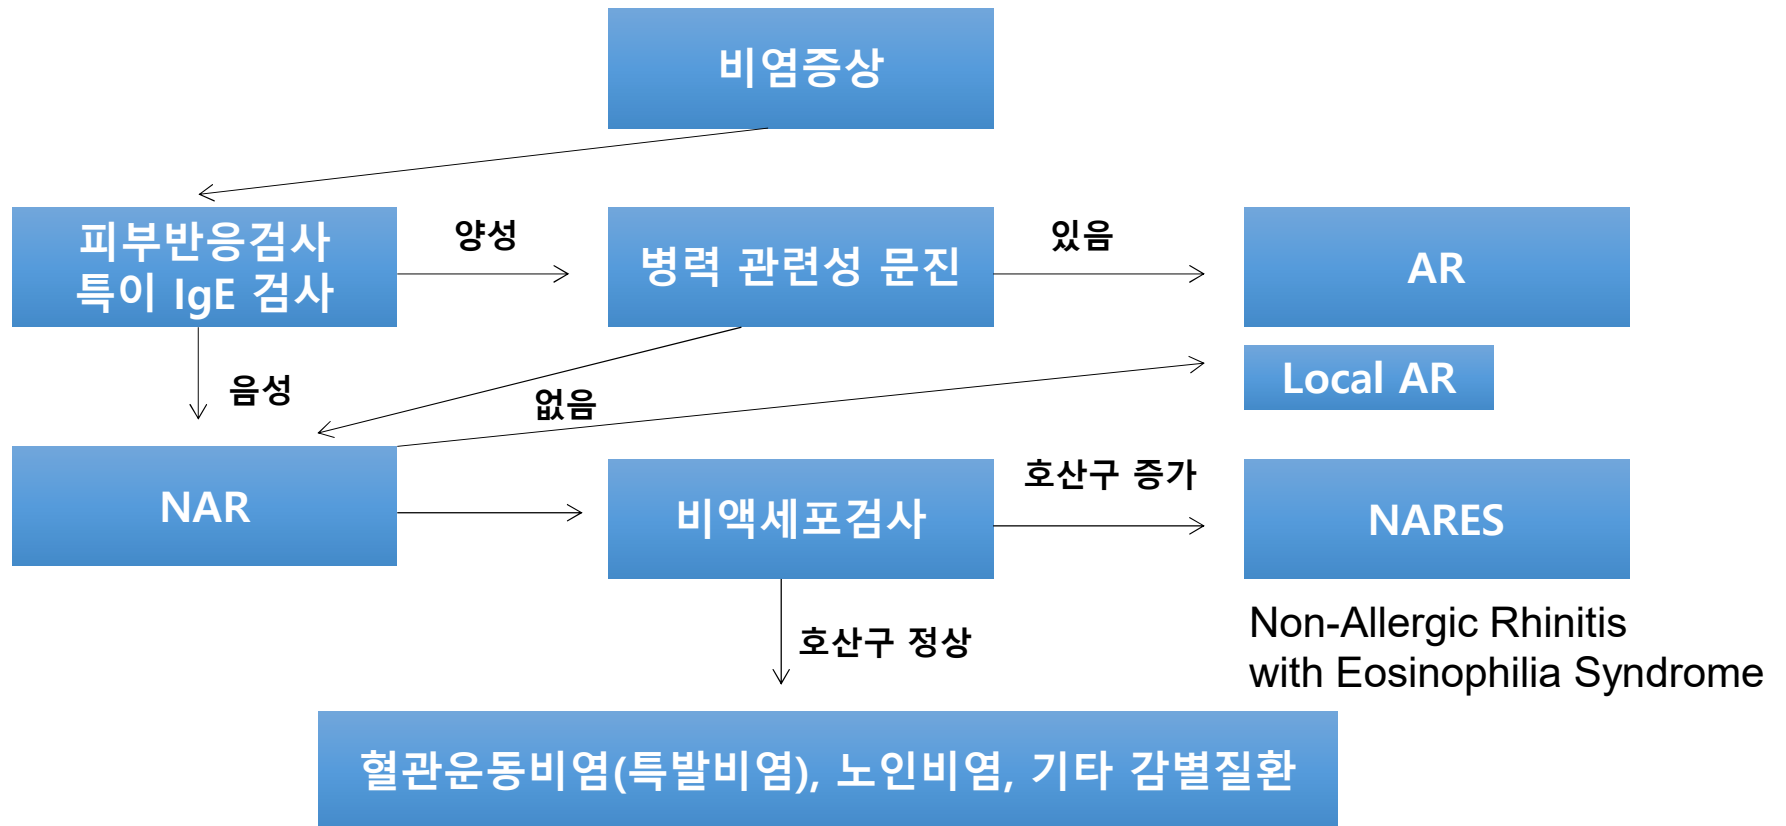 비염증상
피부반응검사
특이 IgE 검사
양성
병력 관련성 문진
있음
AR
음성
없음
Local AR
NAR
비액세포검사
호산구 증가
NARES
Non-Allergic Rhinitis
with Eosinophilia Syndrome
호산구 정상
혈관운동비염(특발비염), 노인비염, 기타 감별질환